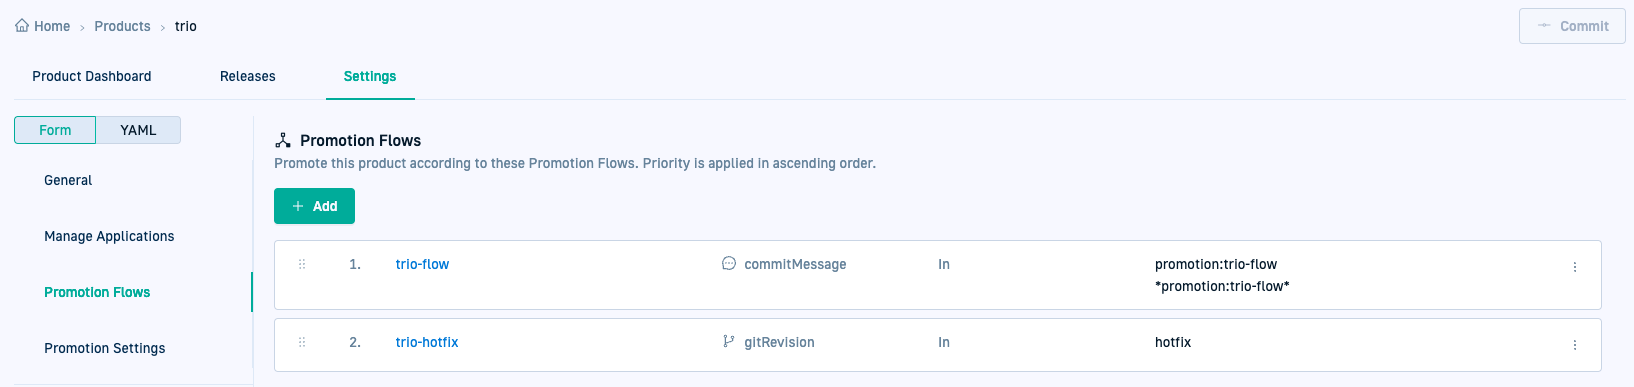 Home › Products › trio
Commit
Product Dashboard Releases Settings
Form YAML
General
Manage Applications
Promotion Flows
Promotion Settings
Promotion Flows
Promote this product according to these Promotion Flows. Priority is applied in ascending order.
+ Add
1. trio-flow commitMessage In promotion:trio-flow
*promotion:trio-flow*
2. trio-hotfix gitRevision In hotfix